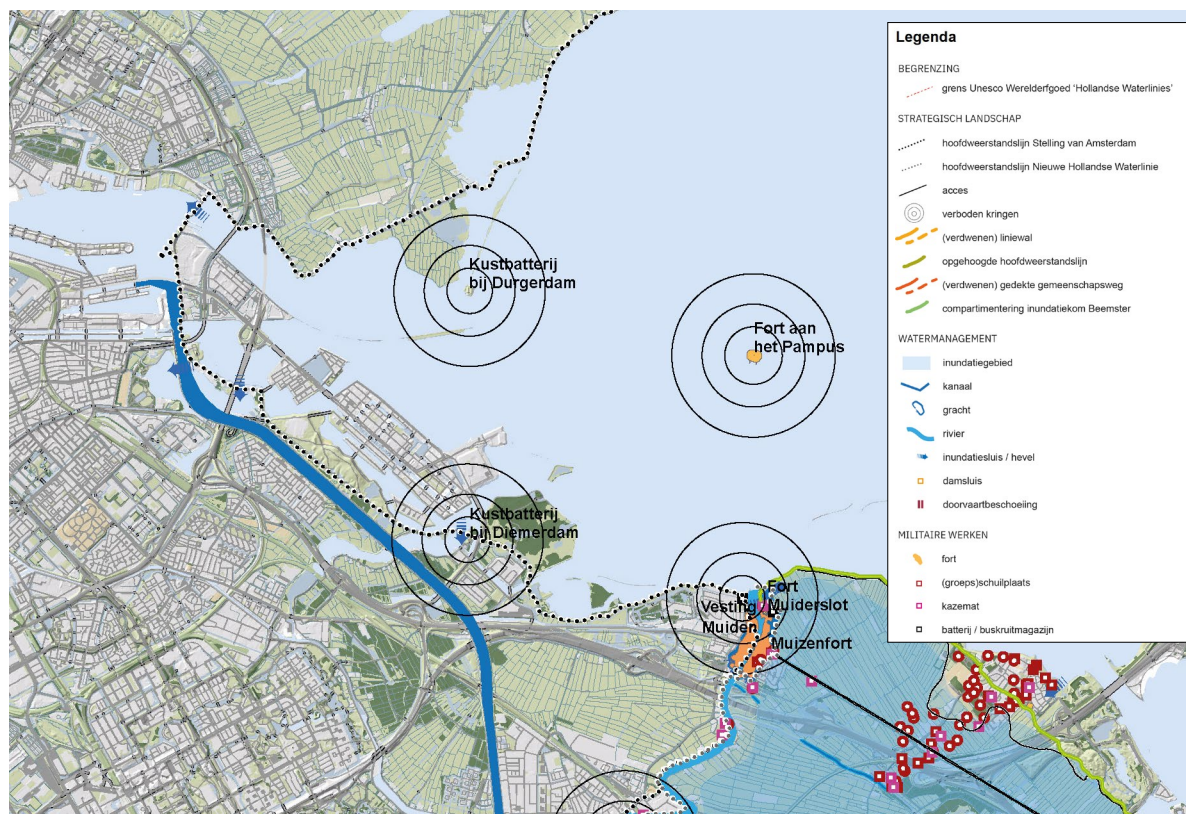 Legenda
BEGRENZING
grens Unesco Werelderfgoed 'Hollandse Waterlinies'
STRATEGISCH LANDSCHAP
hoofdweerstandslijn Stelling van Amsterdam
hoofdweerstandslijn Nieuwe Hollandse Waterlinie
acces
verboden kringen
(verdwenen) liniewal
opgehoogde hoofdweerstandslijn
(verdwenen) gedekte gemeenschapsweg
compartimentering inundatiekom Beemster
WATERMANAGEMENT
inundatiegebied
kanaal
gracht
rivier
inundatiesluis / hevel
damsluis
doorvaartbeschoeiing
MILITAIRE WERKEN
fort
(groeps)schuilplaats
kazemat
batterij / buskruitmagazijn
Kustbatterij
bij Durgerdam
Fort aan
het Pampus
Kustbatterij
bij Diemerdam
Fort
Muiderslot
Vesting
Muiden
Muizenfort